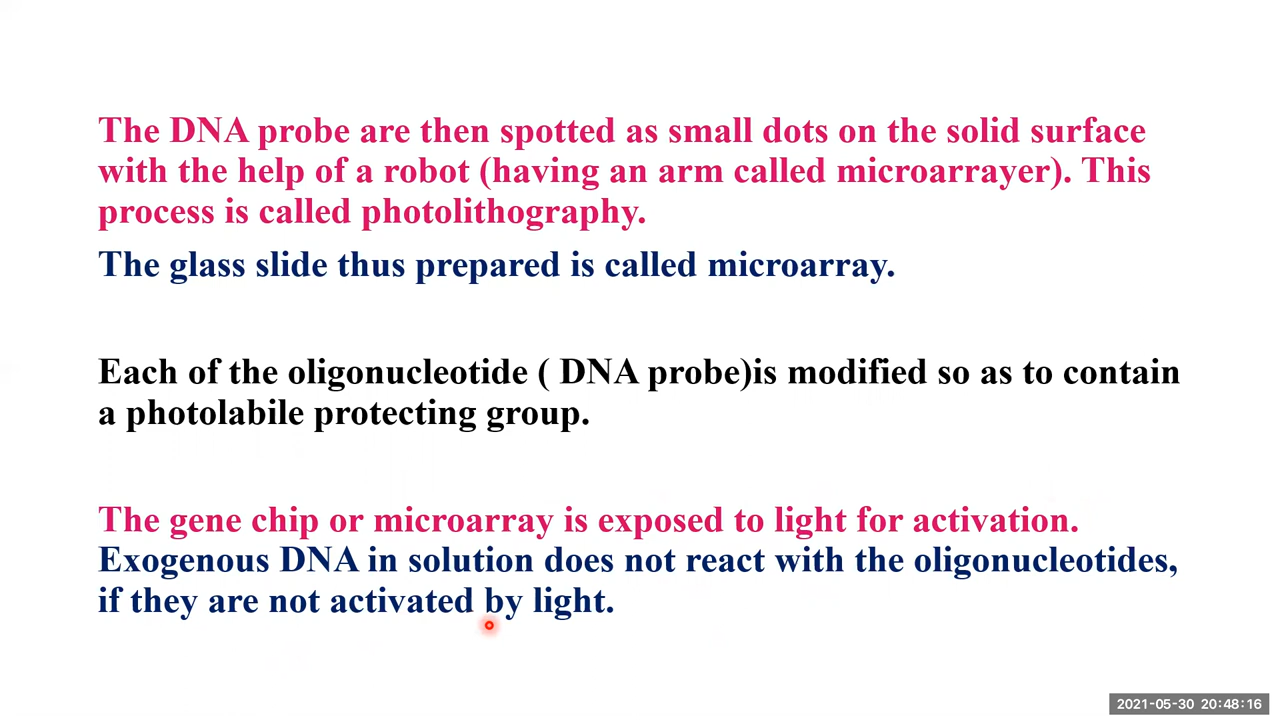 The DNA probe are then spotted as small dots on the solid surface
with the help of a robot (having an arm called microarrayer). This
process is called photolithography.
The glass slide thus prepared is called microarray.
Each of the oligonucleotide ( DNA probe)is modified so as to contain
a photolabile protecting group.
The gene chip or microarray is exposed to light for activation.
Exogenous DNA in solution does not react with the oligonucleotides,
if they are not activated by light.
2021-05-30 20:48:16